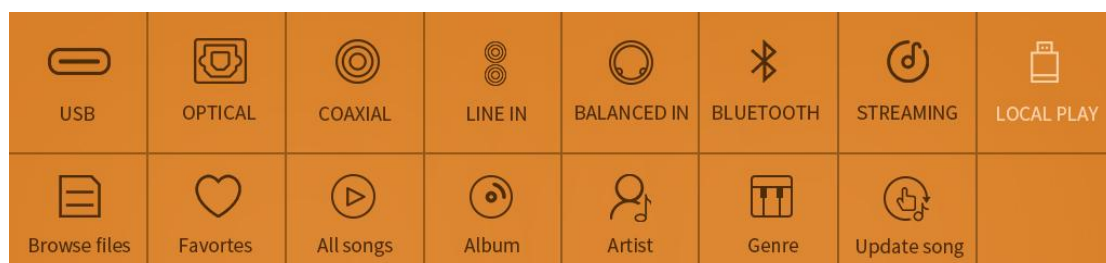 USB OPTICAL COAXIAL LINE IN BALANCED IN BLUETOOTH STREAMING LOCAL PLAY
Browse files Favortes All songs Album Artist Genre Update song